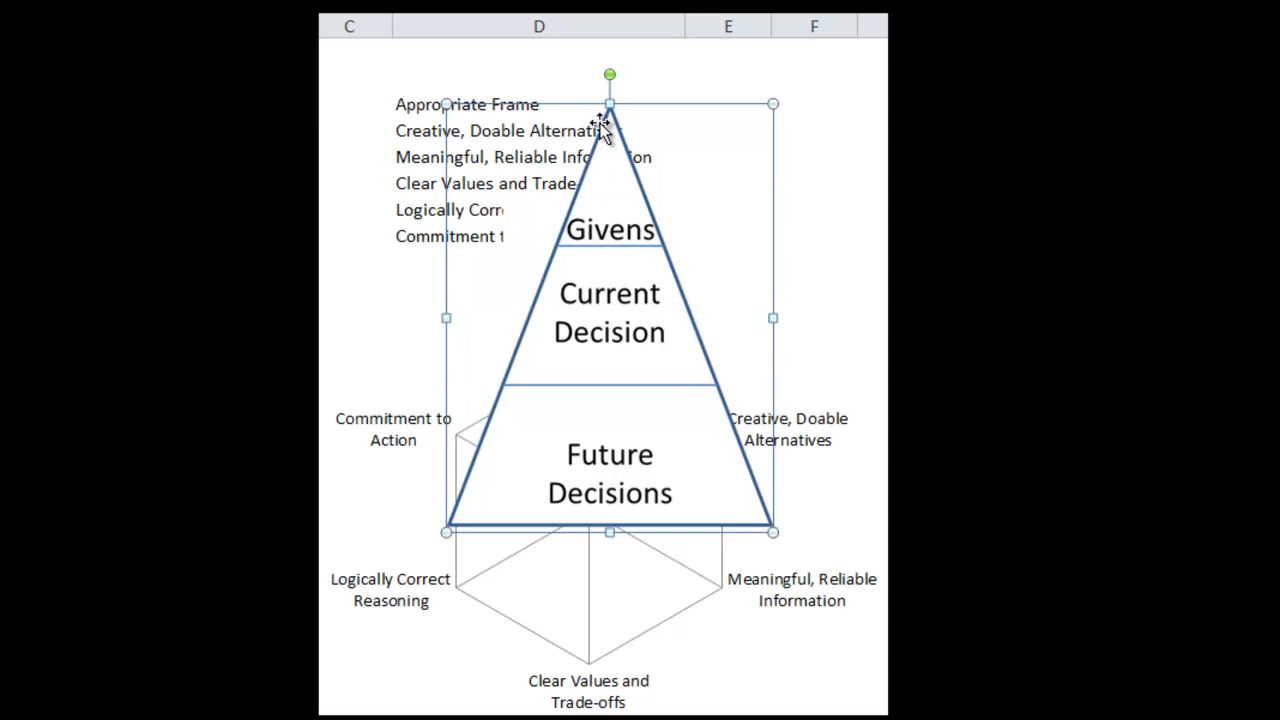 C D E F
Appropriate Frame
Creative, Doable Alternati
Meaningful, Reliable Info on
Clear Values and Trade-
Logically Corr
Commitment t
Givens
Current
Decision
Future
Decisions
Commitment to
Action
Creative, Doable
Alternatives
Logically Correct
Reasoning
Meaningful, Reliable
Information
Clear Values and
Trade-offs